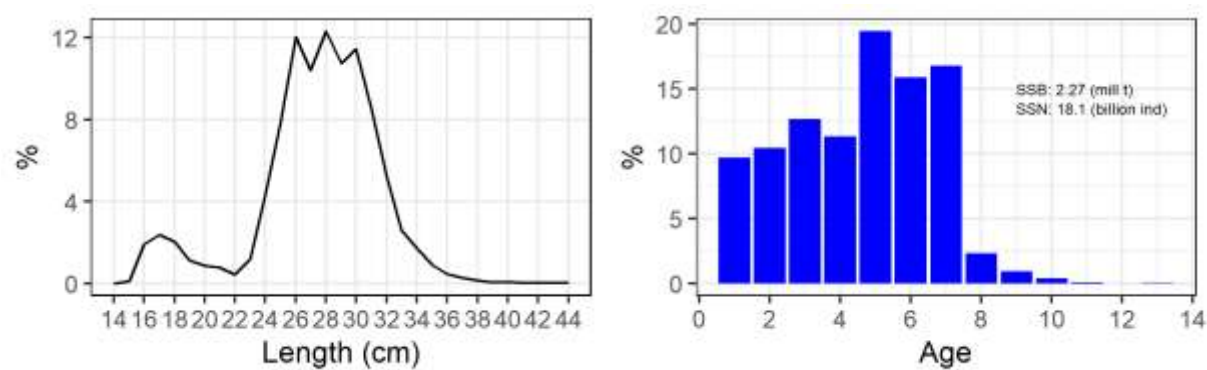 12
8
4
0
%
14 16 18 20 22 24 26 28 30 32 34 36 38 40 42 44
Length (cm)
20
15
10
5
0
%
SSB: 2.27 (mill t)
SSN: 18.1 (billion ind)
0 2 4 6 8 10 12 14
Age